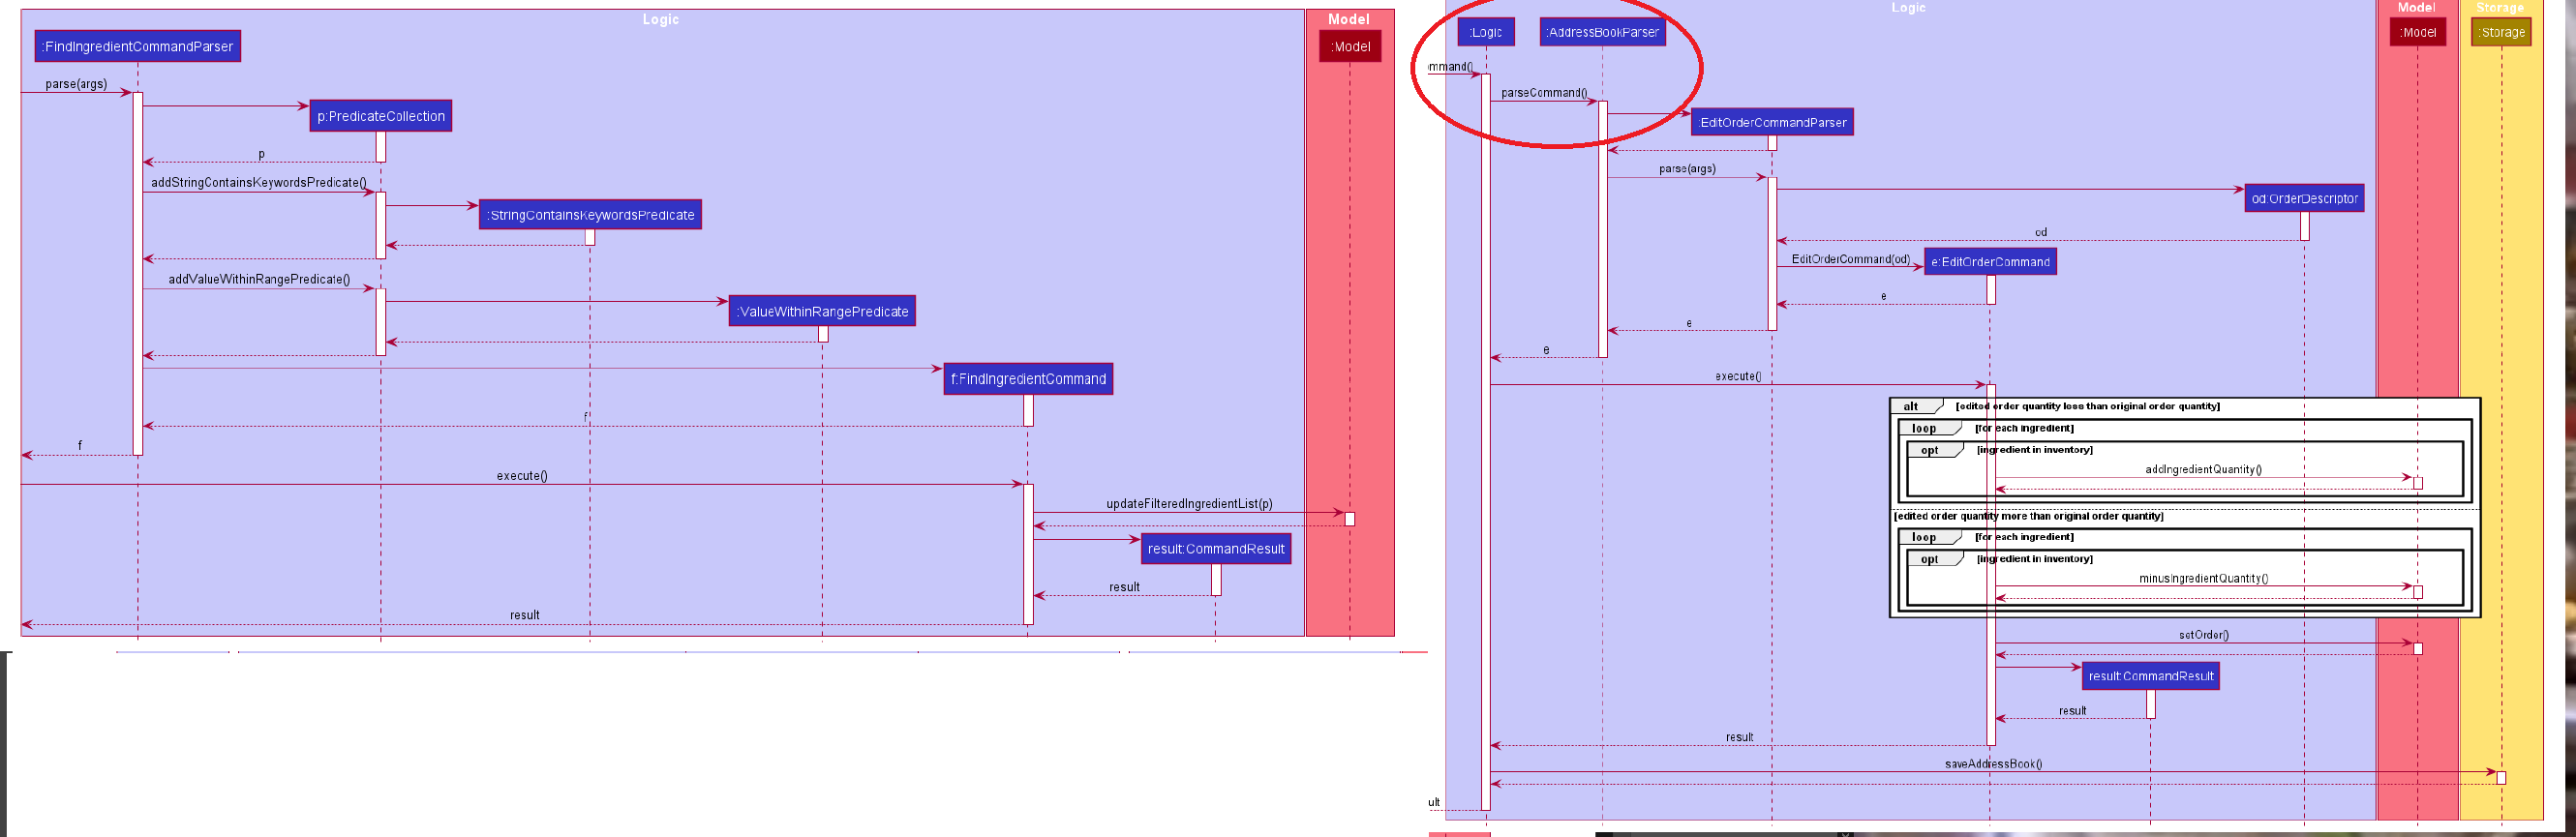 Logic
Model
:FindIngredientCommandParser
:Model
parse(args)
p:PredicateCollection
p
addStringContainsKeywordsPredicate()
:StringContainsKeywordsPredicate
addValueWithinRangePredicate()
:ValueWithinRangePredicate
f:FindIngredientCommand
f
f
execute()
updateFilteredIngredientList(p)
result:CommandResult
result
result
Logic
Model
Storage
:Logic
:AddressBookParser
:Model
:Storage
ommand()
parseCommand()
:EditOrderCommandParser
parse(args)
od:OrderDescriptor
od
EditOrderCommand(od)
e:EditOrderCommand
e
e
e
execute()
alt [edited order quantity less than original order quantity]
loop [for each ingredient]
opt [ingredient in inventory]
addIngredientQuantity()
[edited order quantity more than original order quantity]
loop [for each ingredient]
opt [ingredient in inventory]
minusIngredientQuantity()
setOrder()
result:CommandResult
result
result
saveAddressBook()
ult